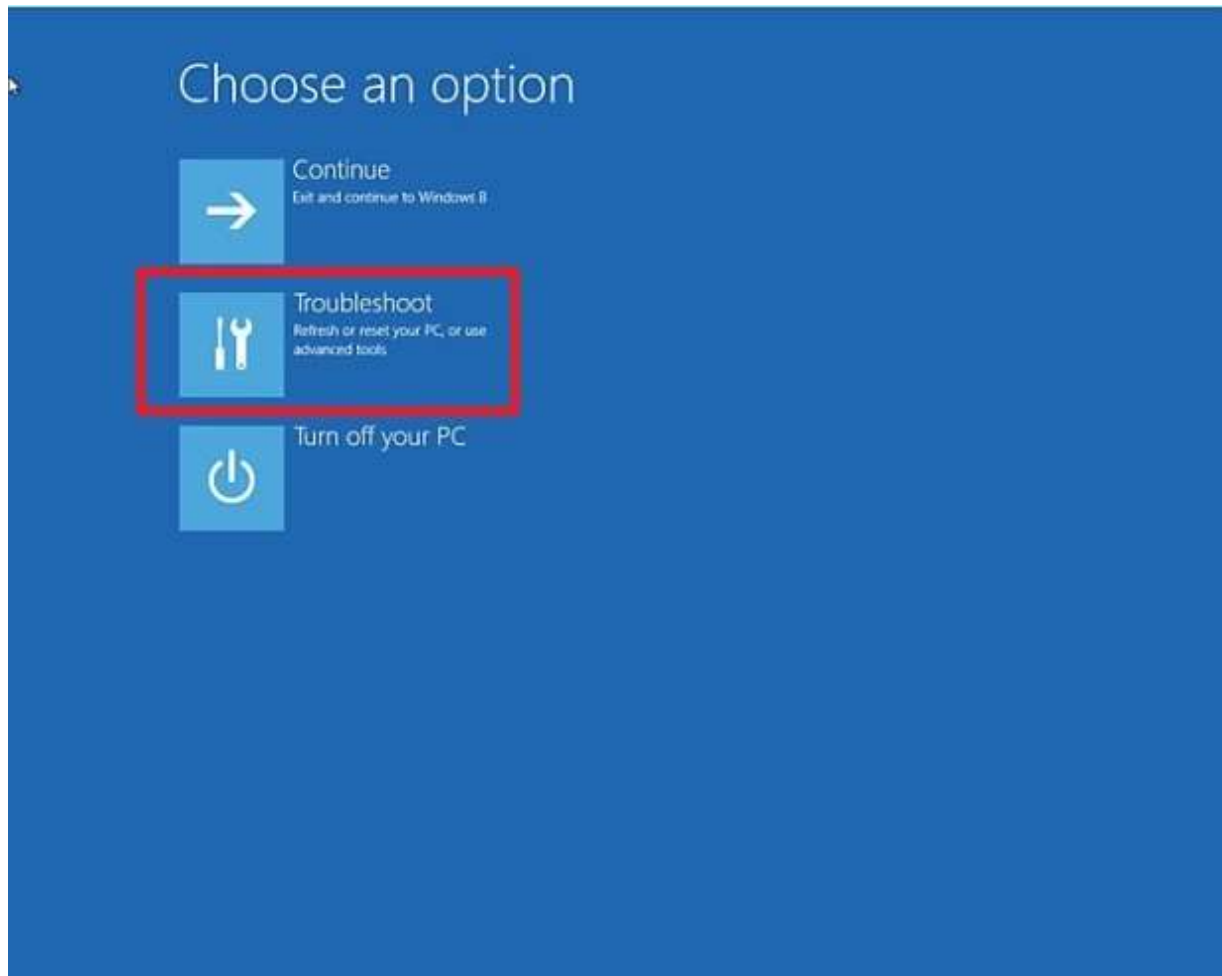 Choose an option
Continue
Exit and continue to Windows 8
Troubleshoot
Refresh or reset your PC, or use
advanced tools
Turn off your PC